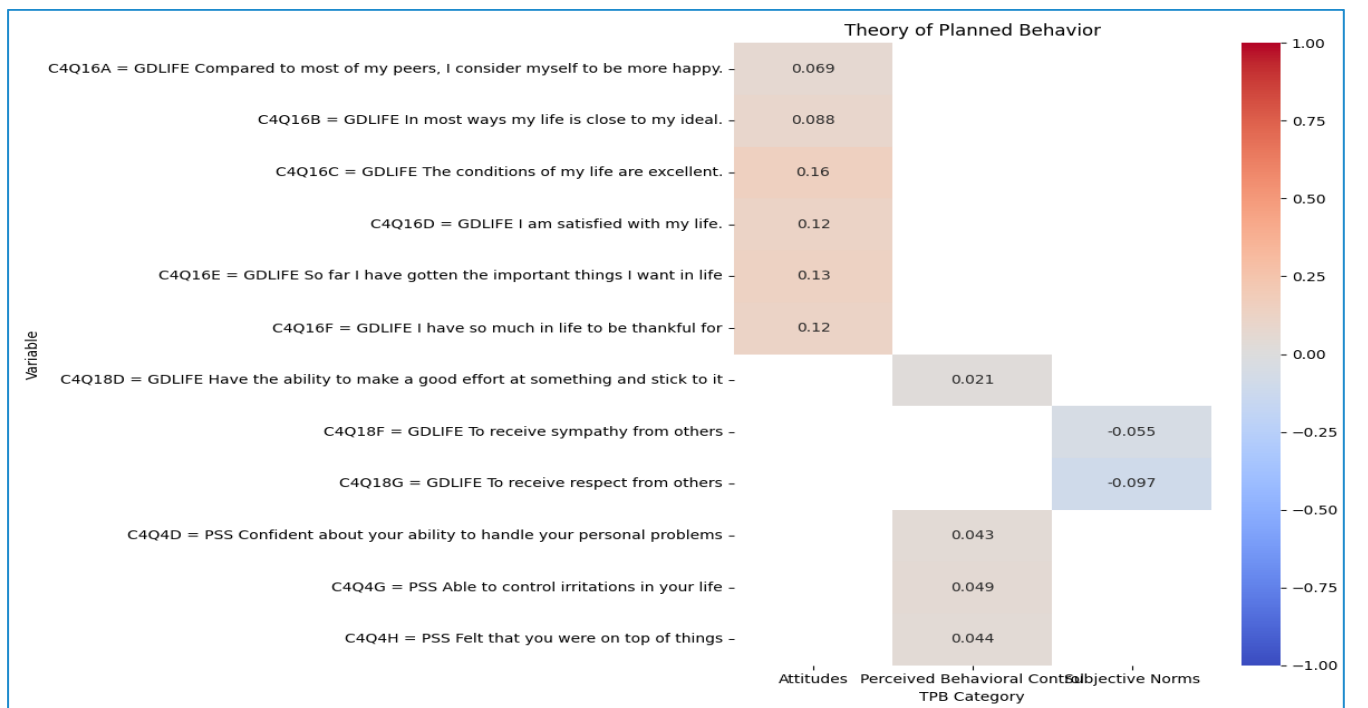 Theory of Planned Behavior
C4Q16A = GDLIFE Compared to most of my peers, I consider myself to be more happy.
0.069
C4Q16B = GDLIFE In most ways my life is close to my ideal.
0.088
C4Q16C = GDLIFE The conditions of my life are excellent.
0.16
C4Q16D = GDLIFE I am satisfied with my life.
0.12
C4Q16E = GDLIFE So far I have gotten the important things I want in life
0.13
C4Q16F = GDLIFE I have so much in life to be thankful for
0.12
C4Q18D = GDLIFE Have the ability to make a good effort at something and stick to it
0.021
C4Q18F = GDLIFE To receive sympathy from others
-0.055
C4Q18G = GDLIFE To receive respect from others
-0.097
C4Q4D = PSS Confident about your ability to handle your personal problems
0.043
C4Q4G = PSS Able to control irritations in your life
0.049
C4Q4H = PSS Felt that you were on top of things
0.044
Variable
Attitudes
Perceived Behavioral Control
Subjective Norms
TPB Category
1.00
0.75
0.50
0.25
0.00
−0.25
−0.50
−0.75
−1.00